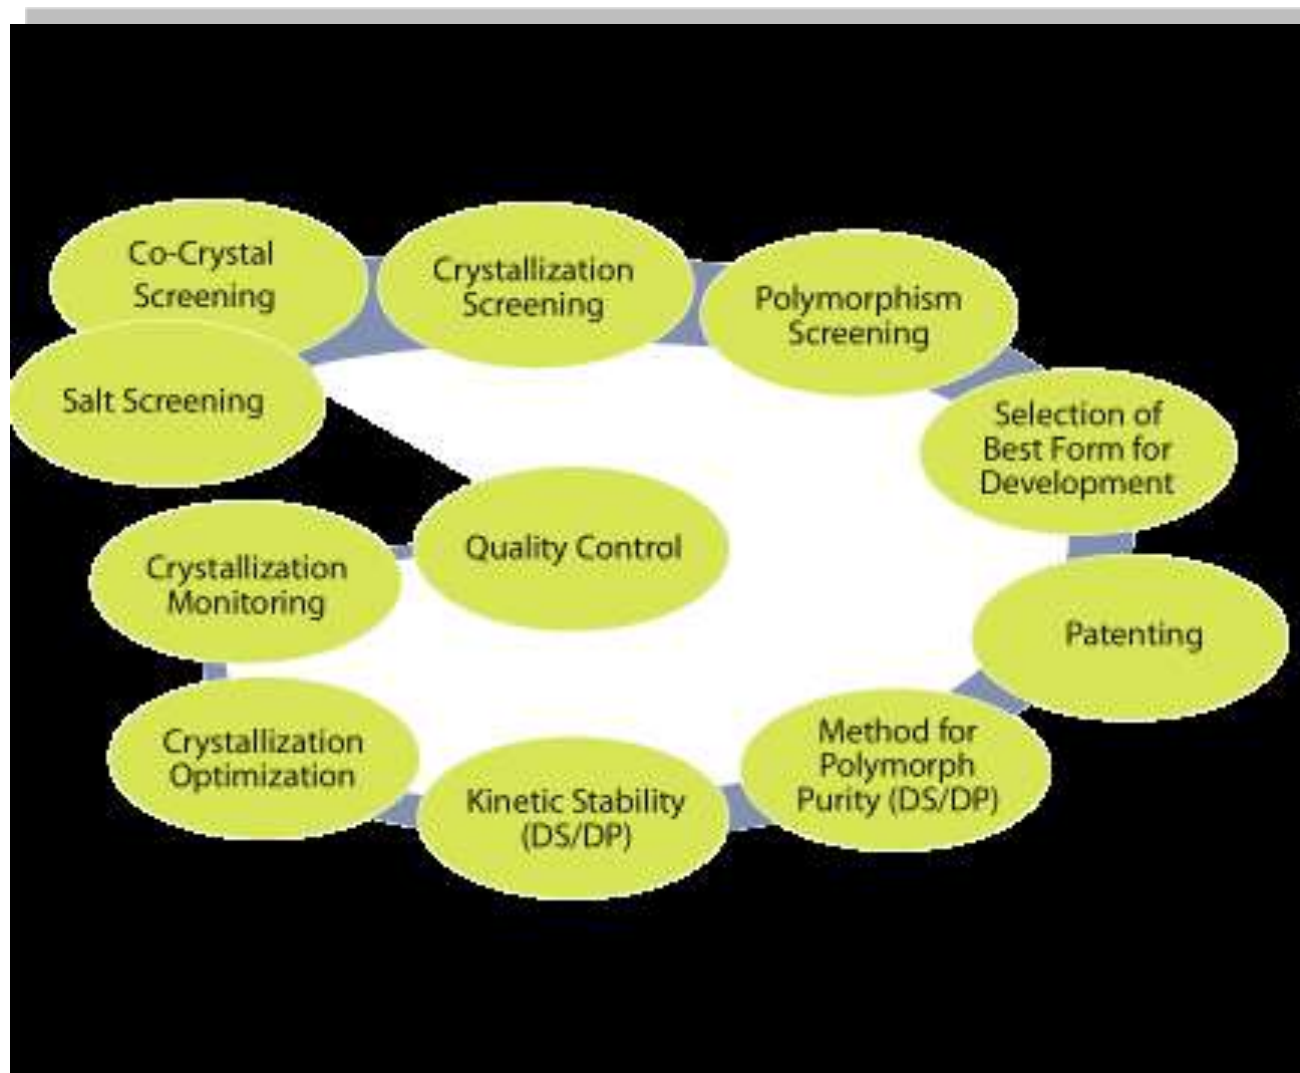 Co-Crystal
Screening
Crystallization
Screening
Polymorphism
Screening
Salt Screening
Selection of
Best Form for
Development
Quality Control
Crystallization
Monitoring
Patenting
Method for
Polymorph
Purity (DS/DP)
Crystallization
Optimization
Kinetic Stability
(DS/DP)